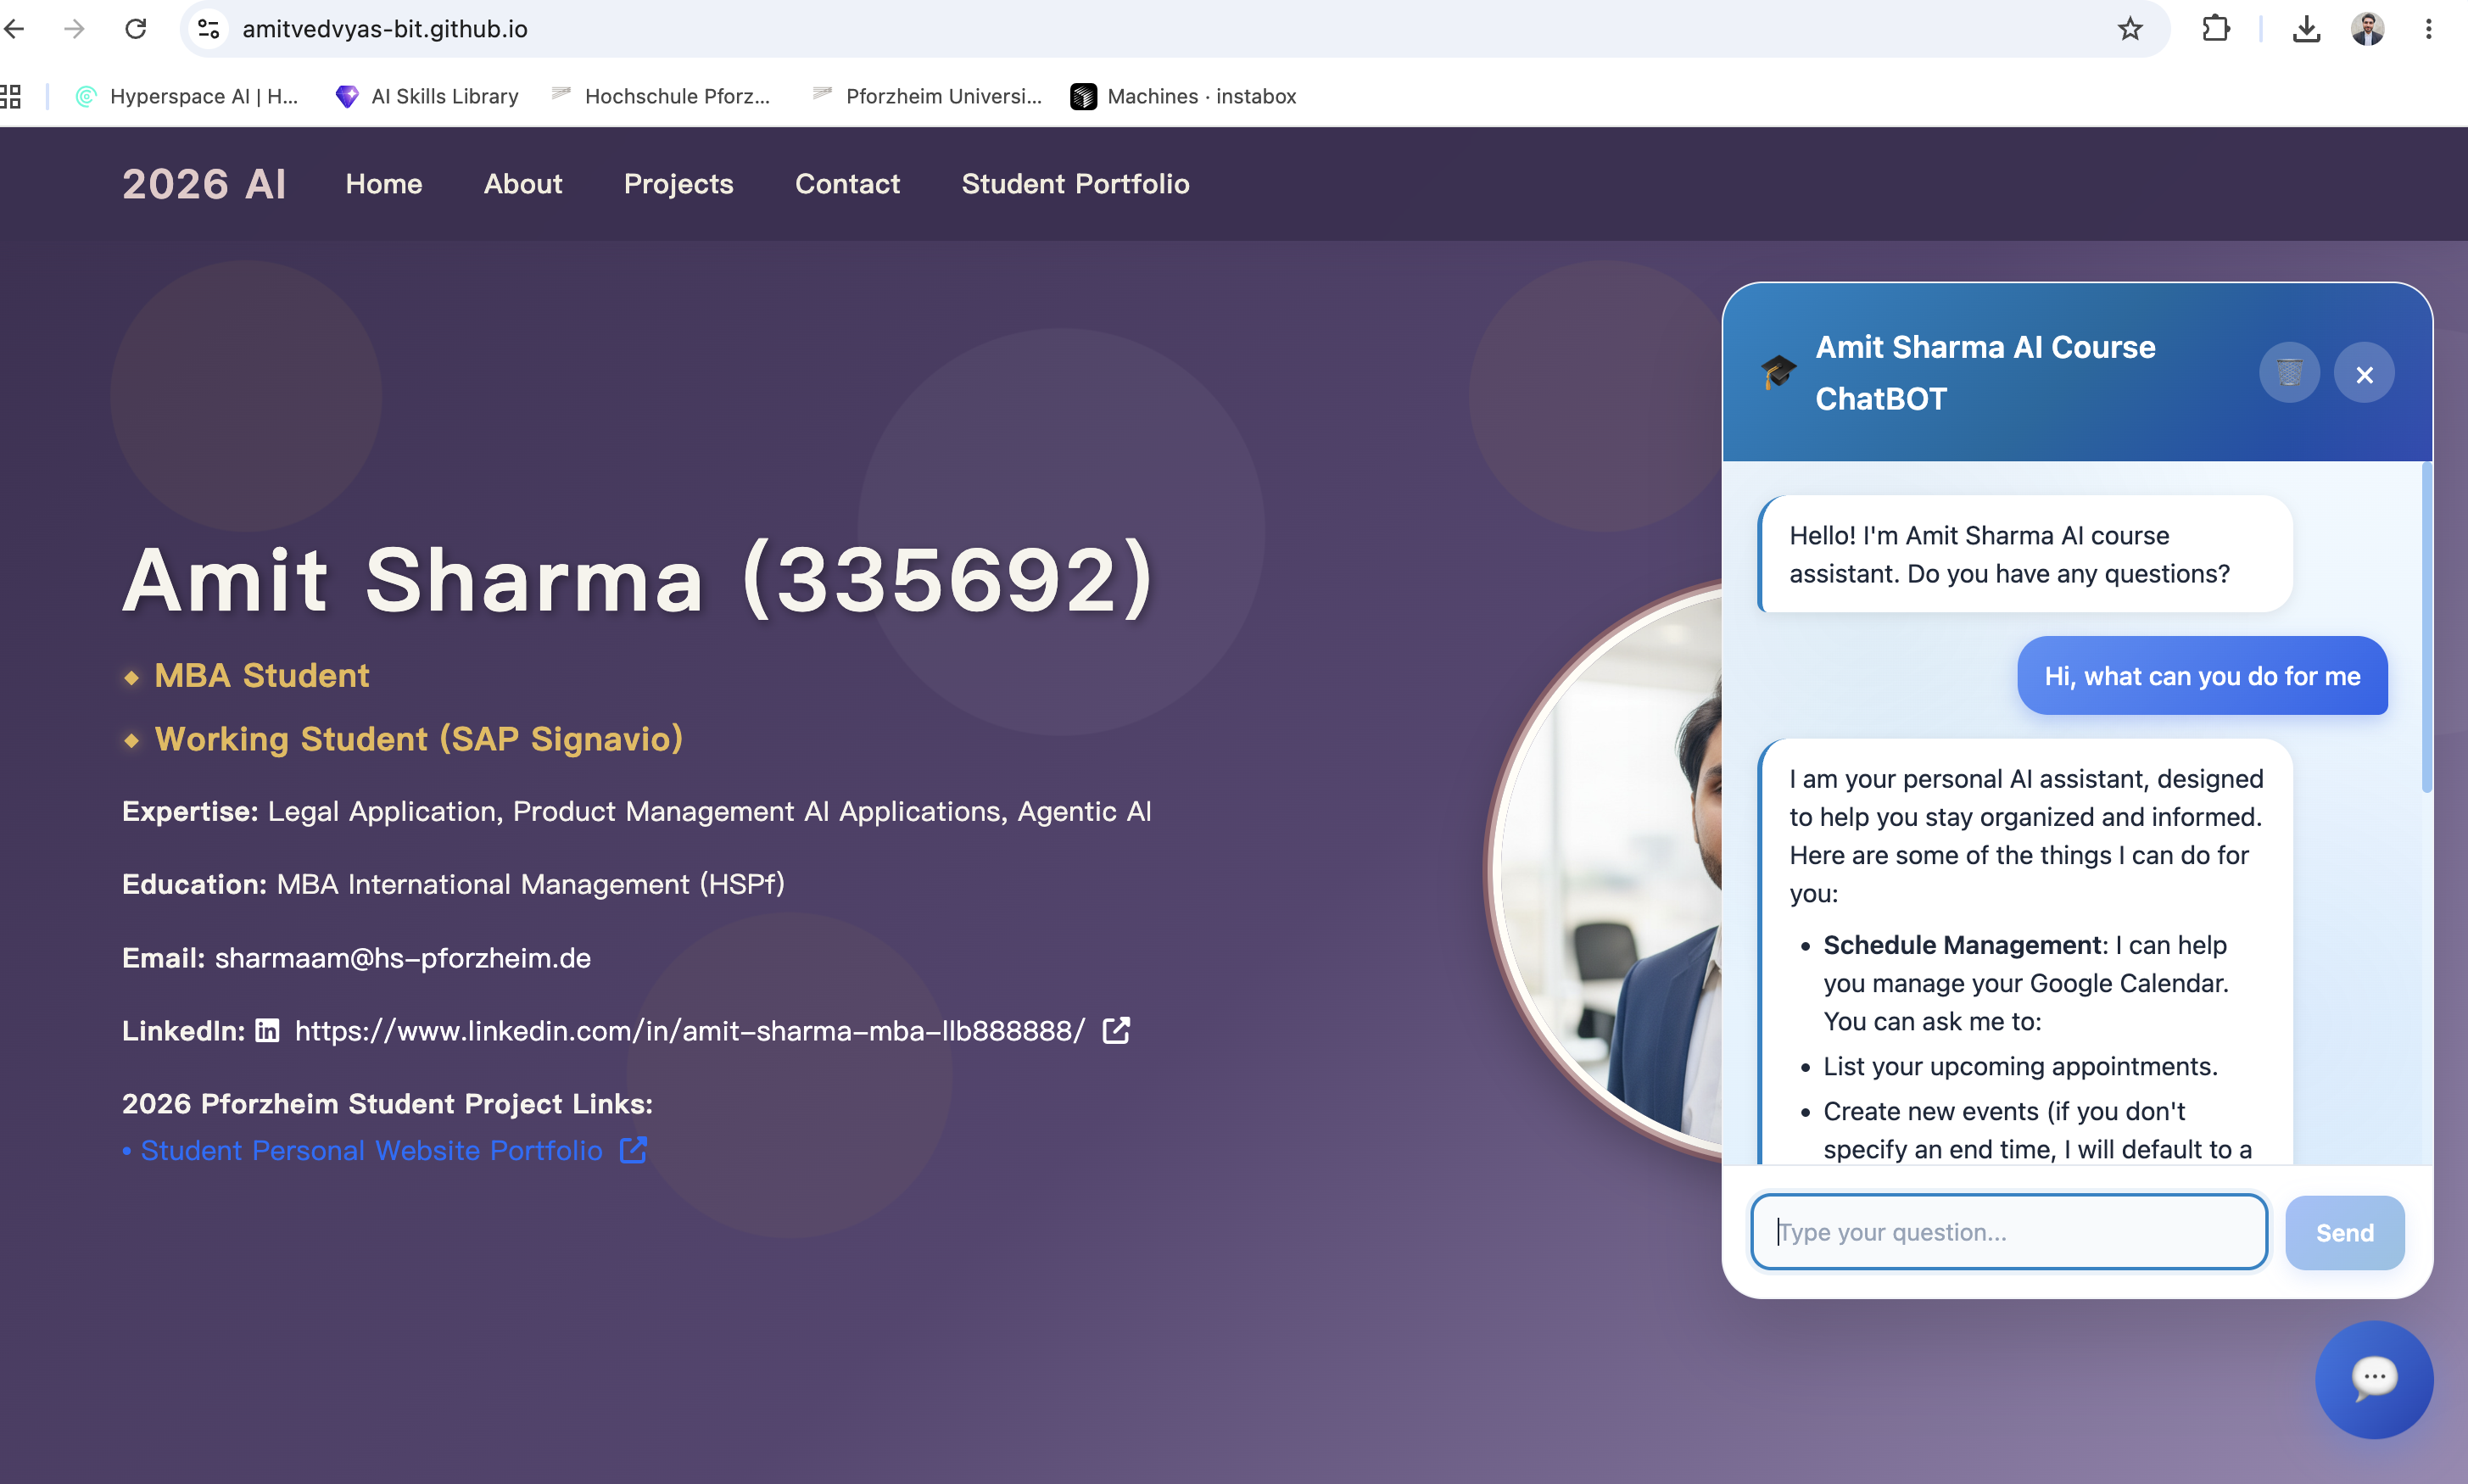 amitvedvyas-bit.github.io
Hyperspace AI | H...
AI Skills Library
Hochschule Pforz...
Pforzheim Universi...
Machines · instabox
2026 AI
Home
About
Projects
Contact
Student Portfolio
Amit Sharma (335692)
MBA Student
Working Student (SAP Signavio)
Expertise: Legal Application, Product Management AI Applications, Agentic AI
Education: MBA International Management (HSPf)
Email: sharmaam@hs-pforzheim.de
LinkedIn: in https://www.linkedin.com/in/amit-sharma-mba-llb888888/
2026 Pforzheim Student Project Links:
• Student Personal Website Portfolio
Amit Sharma AI Course
ChatBOT
Hello! I'm Amit Sharma AI course
assistant. Do you have any questions?
Hi, what can you do for me
I am your personal AI assistant, designed
to help you stay organized and informed.
Here are some of the things I can do for
you:
• Schedule Management: I can help
you manage your Google Calendar.
You can ask me to:
• List your upcoming appointments.
• Create new events (if you don't
specify an end time, I will default to a
Type your question...
Send